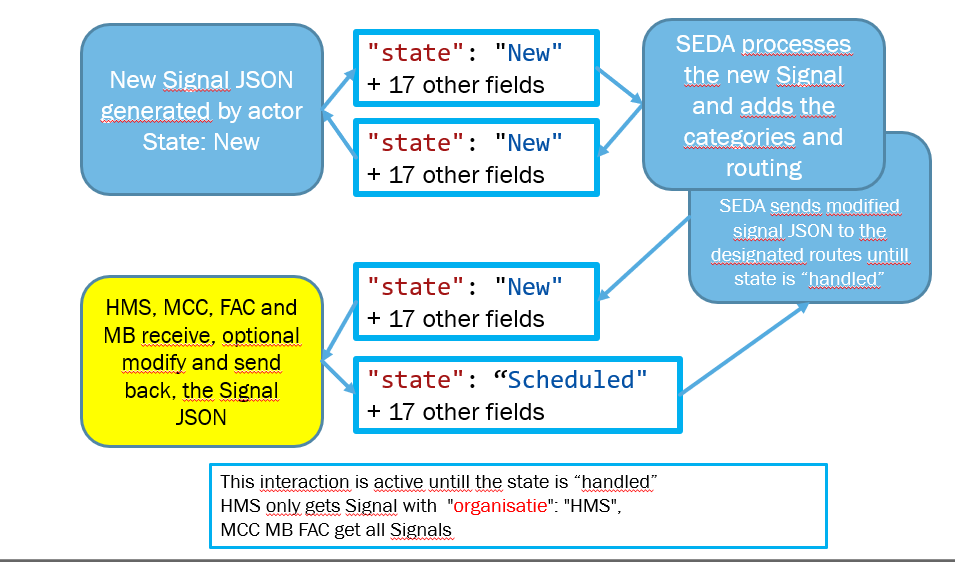 New Signal JSON
generated by actor
State: New
"state": "New"
+ 17 other fields
"state": "New"
+ 17 other fields
SEDA processes
the new Signal
and adds the
categories and
routing
SEDA sends modified
signal JSON to the
designated routes untill
state is “handled”
HMS, MCC, FAC and
MB receive, optional
modify and send
back, the Signal
JSON
"state": "New"
+ 17 other fields
"state": “Scheduled"
+ 17 other fields
This interaction is active untill the state is “handled”
HMS only gets Signal with "organisatie": "HMS",
MCC MB FAC get all Signals